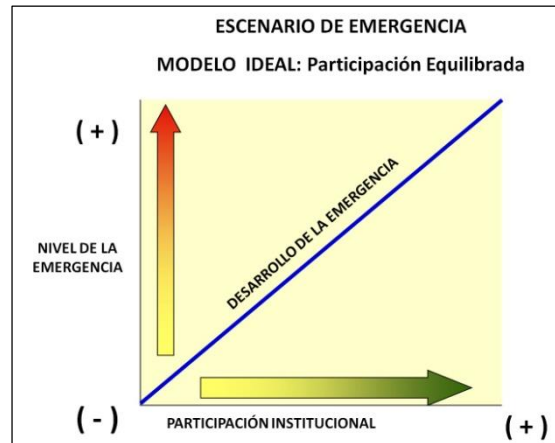 ESCENARIO DE EMERGENCIA
MODELO IDEAL: Participación Equilibrada
( + )
NIVEL DE LA
EMERGENCIA
DESARROLLO DE LA EMERGENCIA
( - )
PARTICIPACIÓN INSTITUCIONAL
( + )